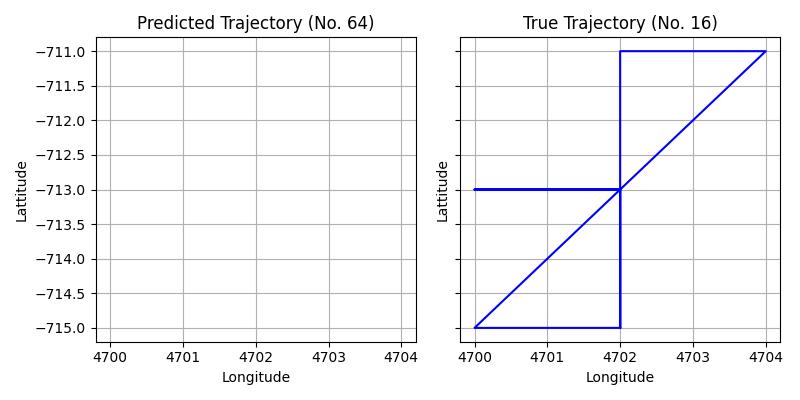 Predicted Trajectory (No. 64)
True Trajectory (No. 16)
−711.0
−711.5
−712.0
−712.5
−713.0
−713.5
−714.0
−714.5
−715.0
Lattitude
Lattitude
4700 4701 4702 4703 4704
4700 4701 4702 4703 4704
Longitude
Longitude